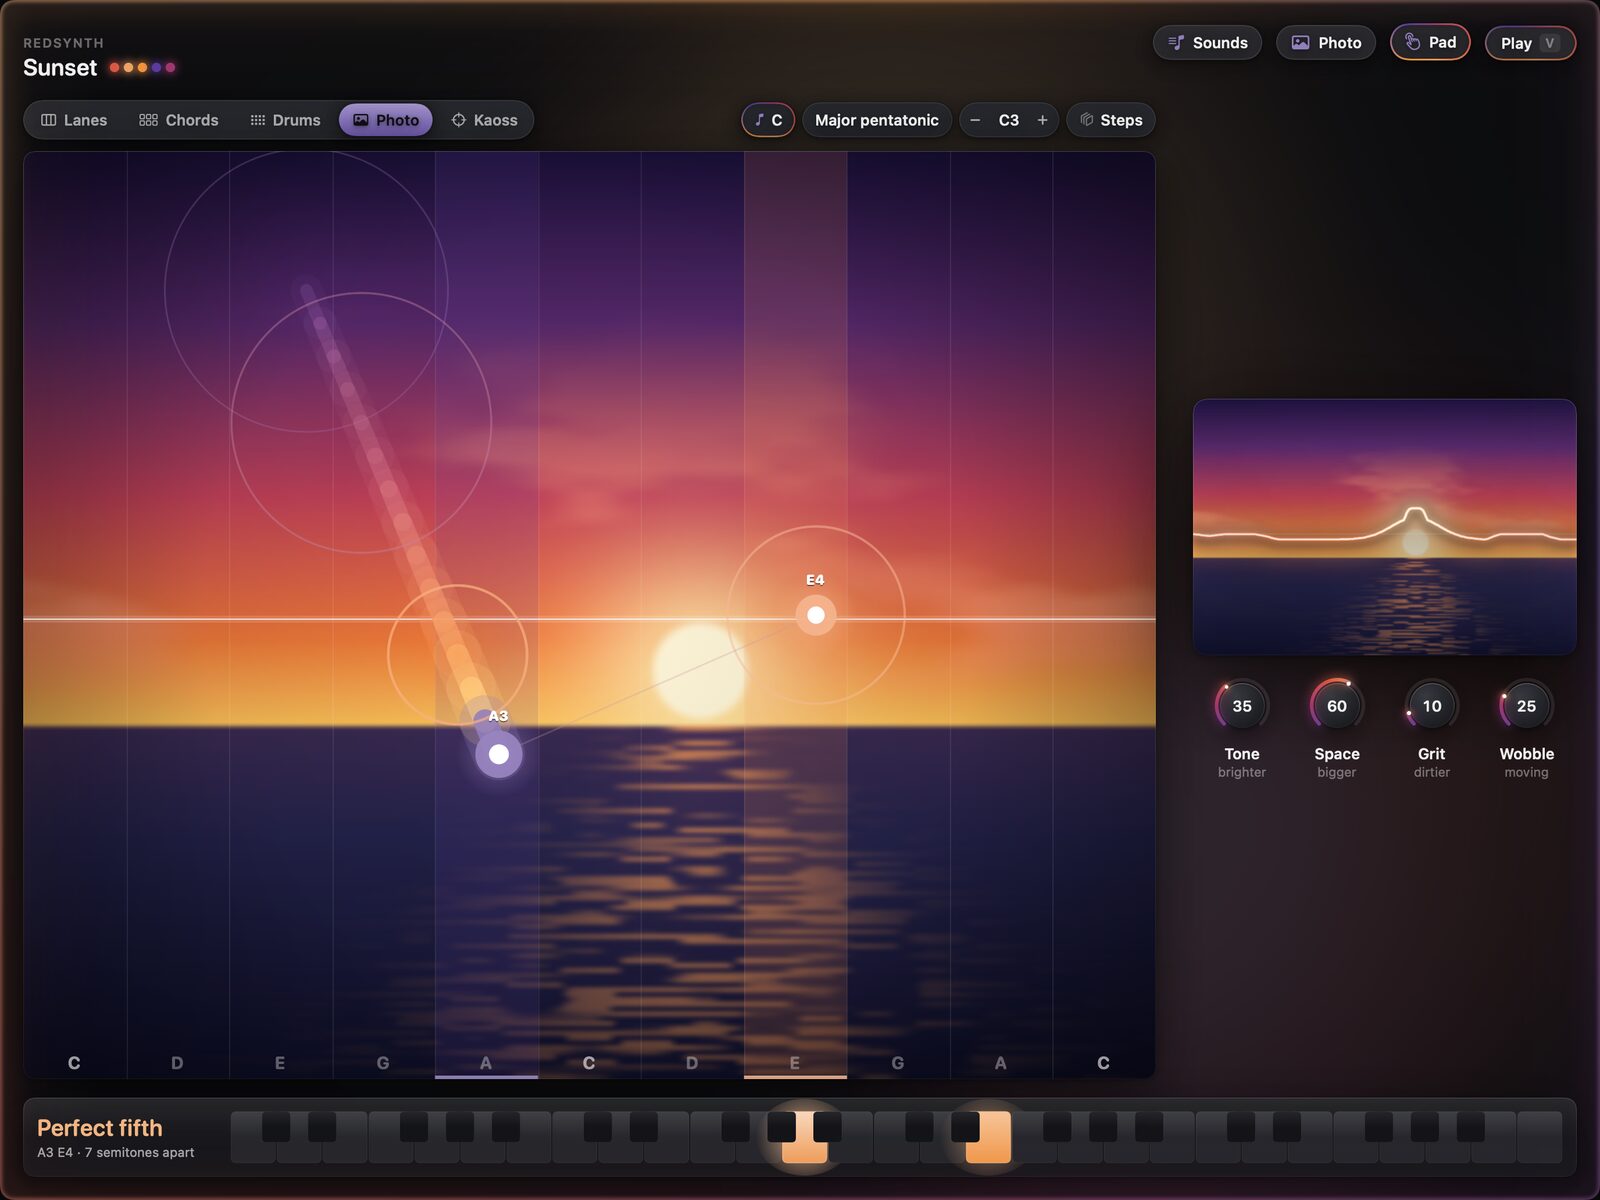 REDSYNTH
Sunset
Sounds
Photo
Pad
Play V
Lanes
Chords
Drums
Photo
Kaoss
C
Major pentatonic
− C3 +
Steps
E4
A3
C D E G A C D E G A C
35 60 10 25
Tone Space Grit Wobble
brighter bigger dirtier moving
Perfect fifth
A3 E4 · 7 semitones apart